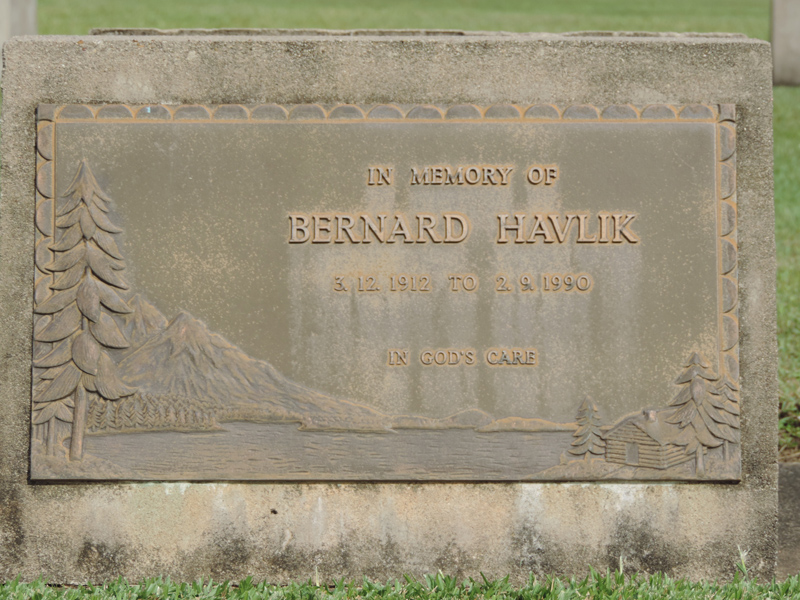 IN MEMORY OF
BERNARD HAVLIK
3. 12. 1912 TO 2. 9. 1990
IN GOD'S CARE